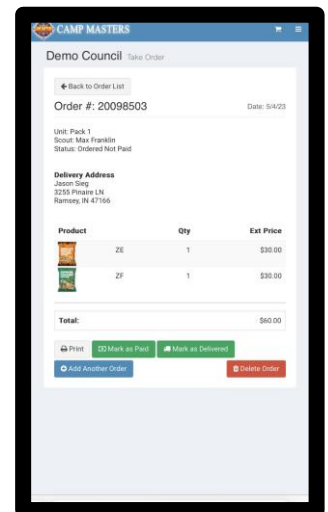 CAMP MASTERS
Demo Council Take Order
Back to Order List
Order #: 20098503 Date: 5/4/23
Unit: Pack 1
Scout: Max Franklin
Status: Ordered Not Paid
Delivery Address
Jason Sieg
3255 Pinaire LN
Ramsey, IN 47166
Product Qty Ext Price
ZE 1 $30.00
ZF 1 $30.00
Total: $60.00
Print Mark as Paid Mark as Delivered
Add Another Order Delete Order